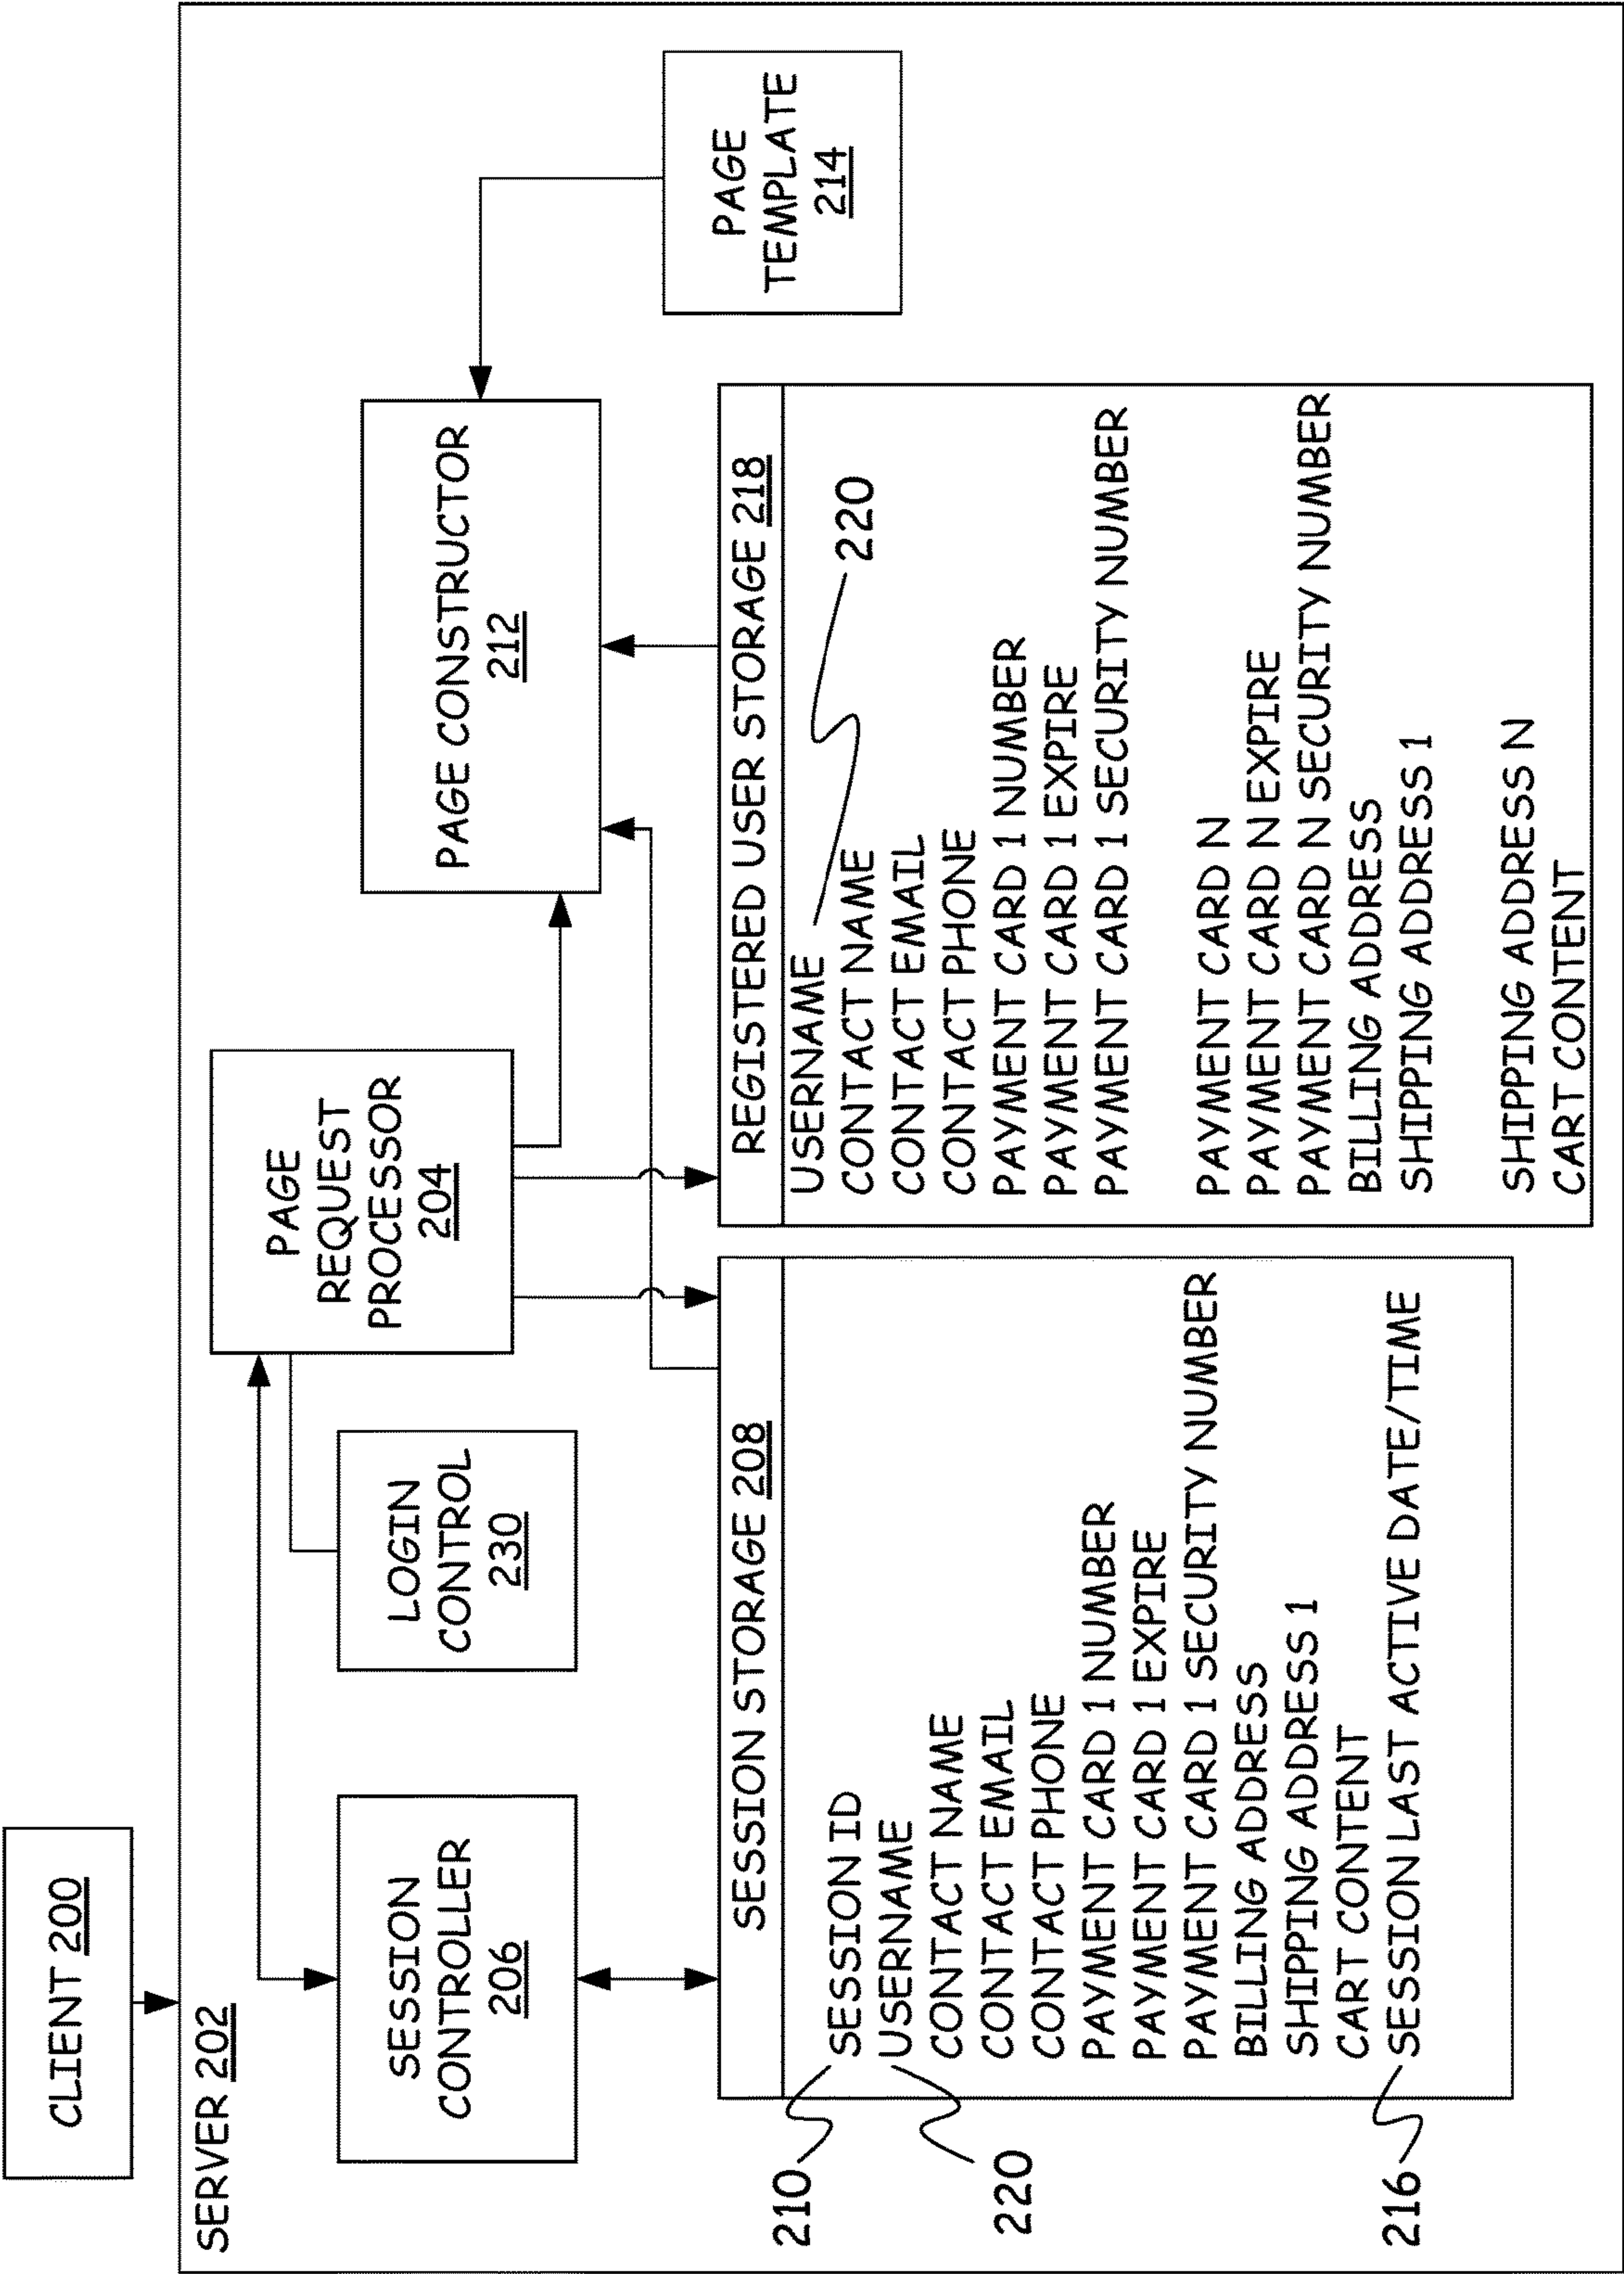 CLIENT 200
SERVER 202
SESSION
CONTROLLER
206
LOGIN
CONTROL
230
PAGE
REQUEST
PROCESSOR
204
PAGE CONSTRUCTOR
212
PAGE
TEMPLATE
214
SESSION STORAGE 208
210
SESSION ID
220
USERNAME
CONTACT NAME
CONTACT EMAIL
CONTACT PHONE
PAYMENT CARD 1 NUMBER
PAYMENT CARD 1 EXPIRE
PAYMENT CARD 1 SECURITY NUMBER
BILLING ADDRESS
SHIPPING ADDRESS 1
CART CONTENT
216
SESSION LAST ACTIVE DATE/TIME
REGISTERED USER STORAGE 218
USERNAME
220
CONTACT NAME
CONTACT EMAIL
CONTACT PHONE
PAYMENT CARD 1 NUMBER
PAYMENT CARD 1 EXPIRE
PAYMENT CARD 1 SECURITY NUMBER
PAYMENT CARD N
PAYMENT CARD N EXPIRE
PAYMENT CARD N SECURITY NUMBER
BILLING ADDRESS
SHIPPING ADDRESS 1
SHIPPING ADDRESS N
CART CONTENT